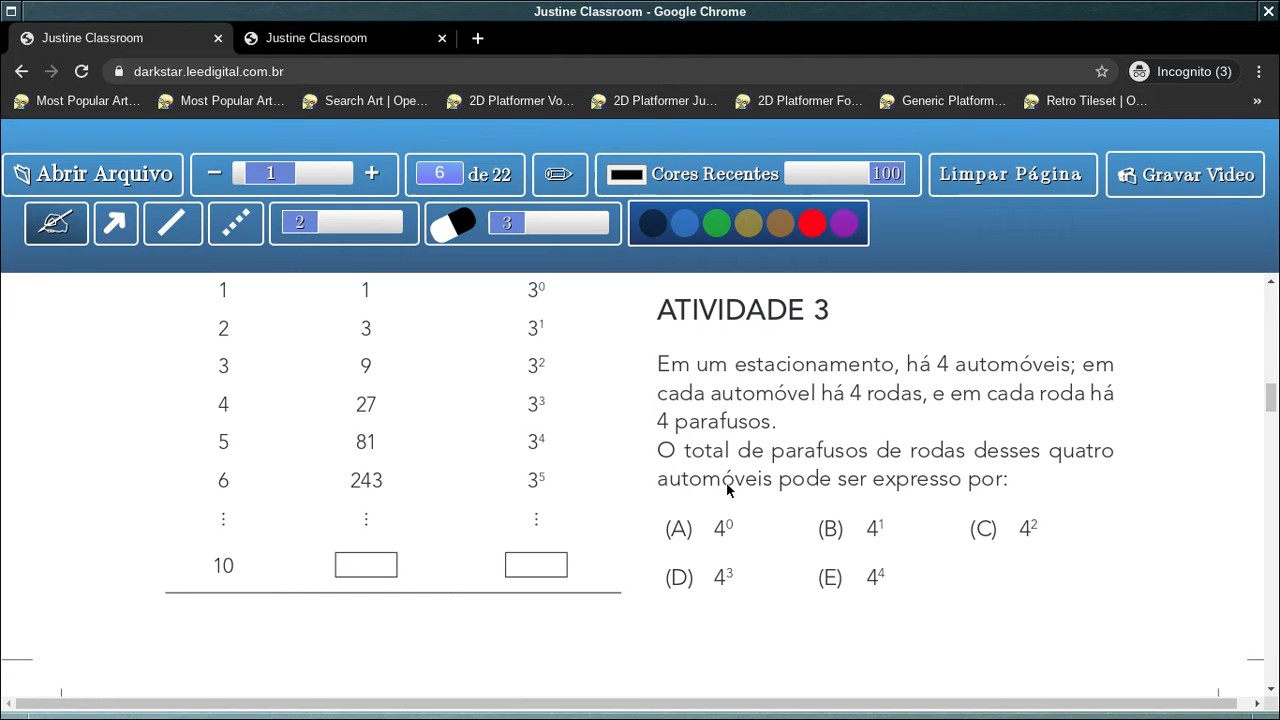 Justine Classroom - Google Chrome
Justine Classroom
Justine Classroom
darkstar.leedigital.com.br
Incognito (3)
Most Popular Art...
Most Popular Art...
Search Art | Ope...
2D Platformer Vo...
2D Platformer Ju...
2D Platformer Fo...
Generic Platform...
Retro Tileset | O...
»
Abrir Arquivo
− 1 +
6 de 22
Cores Recentes 100
Limpar Página
Gravar Video
2
3
1 1 3⁰
2 3 3¹
3 9 3²
4 27 3³
5 81 3⁴
6 243 3⁵
⋮ ⋮ ⋮
10
ATIVIDADE 3
Em um estacionamento, há 4 automóveis; em
cada automóvel há 4 rodas, e em cada roda há
4 parafusos.
O total de parafusos de rodas desses quatro
automóveis pode ser expresso por:
(A) 4⁰ (B) 4¹ (C) 4²
(D) 4³ (E) 4⁴